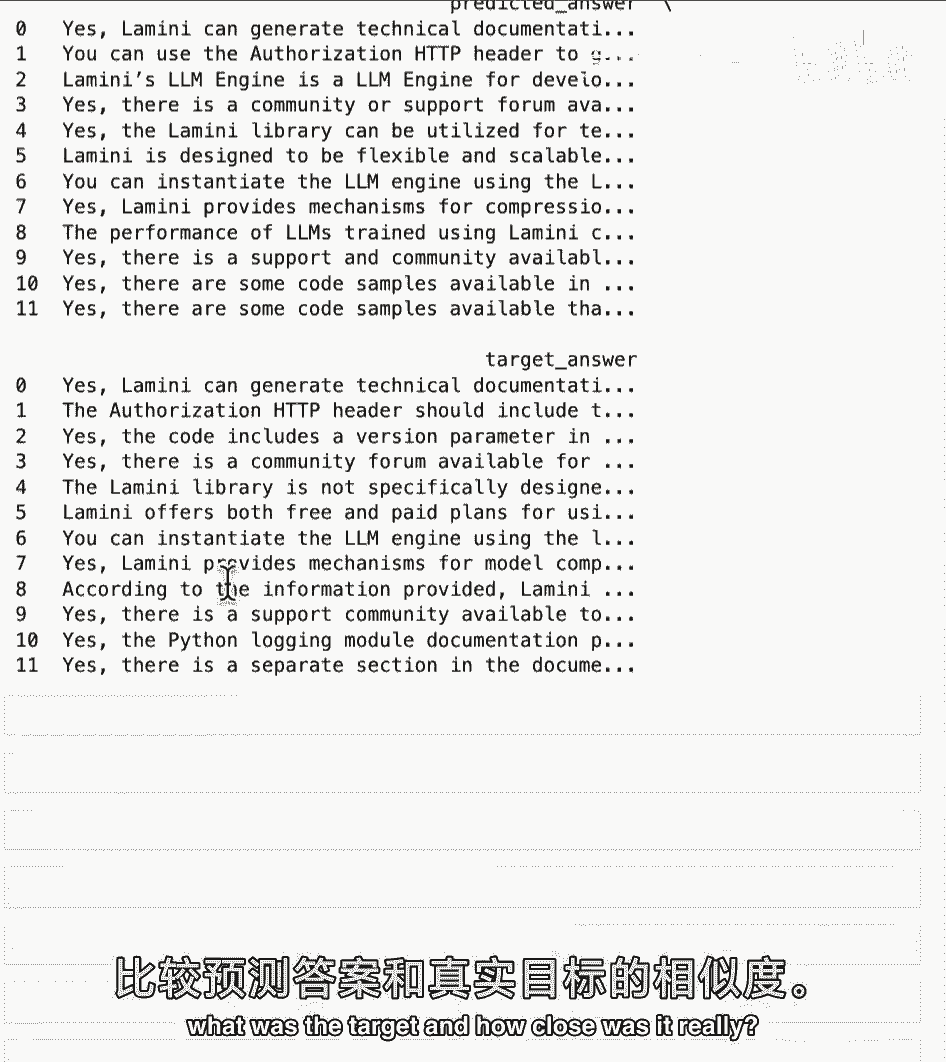 predicted_answer \
0 Yes, Lamini can generate technical documentati...
1 You can use the Authorization HTTP header to g...
2 Lamini’s LLM Engine is a LLM Engine for develo...
3 Yes, there is a community or support forum ava...
4 Yes, the Lamini library can be utilized for te...
5 Lamini is designed to be flexible and scalable...
6 You can instantiate the LLM engine using the L...
7 Yes, Lamini provides mechanisms for compressio...
8 The performance of LLMs trained using Lamini c...
9 Yes, there is a support and community availabl...
10 Yes, there are some code samples available in ...
11 Yes, there are some code samples available tha...
target_answer
0 Yes, Lamini can generate technical documentati...
1 The Authorization HTTP header should include t...
2 Yes, the code includes a version parameter in ...
3 Yes, there is a community forum available for ...
4 The Lamini library is not specifically designe...
5 Lamini offers both free and paid plans for usi...
6 You can instantiate the LLM engine using the l...
7 Yes, Lamini provides mechanisms for model comp...
8 According to the information provided, Lamini ...
9 Yes, there is a support community available to...
10 Yes, the Python logging module documentation p...
11 Yes, there is a separate section in the docume...
比较预测答案和真实目标的相似度。
what was the target and how close was it really?